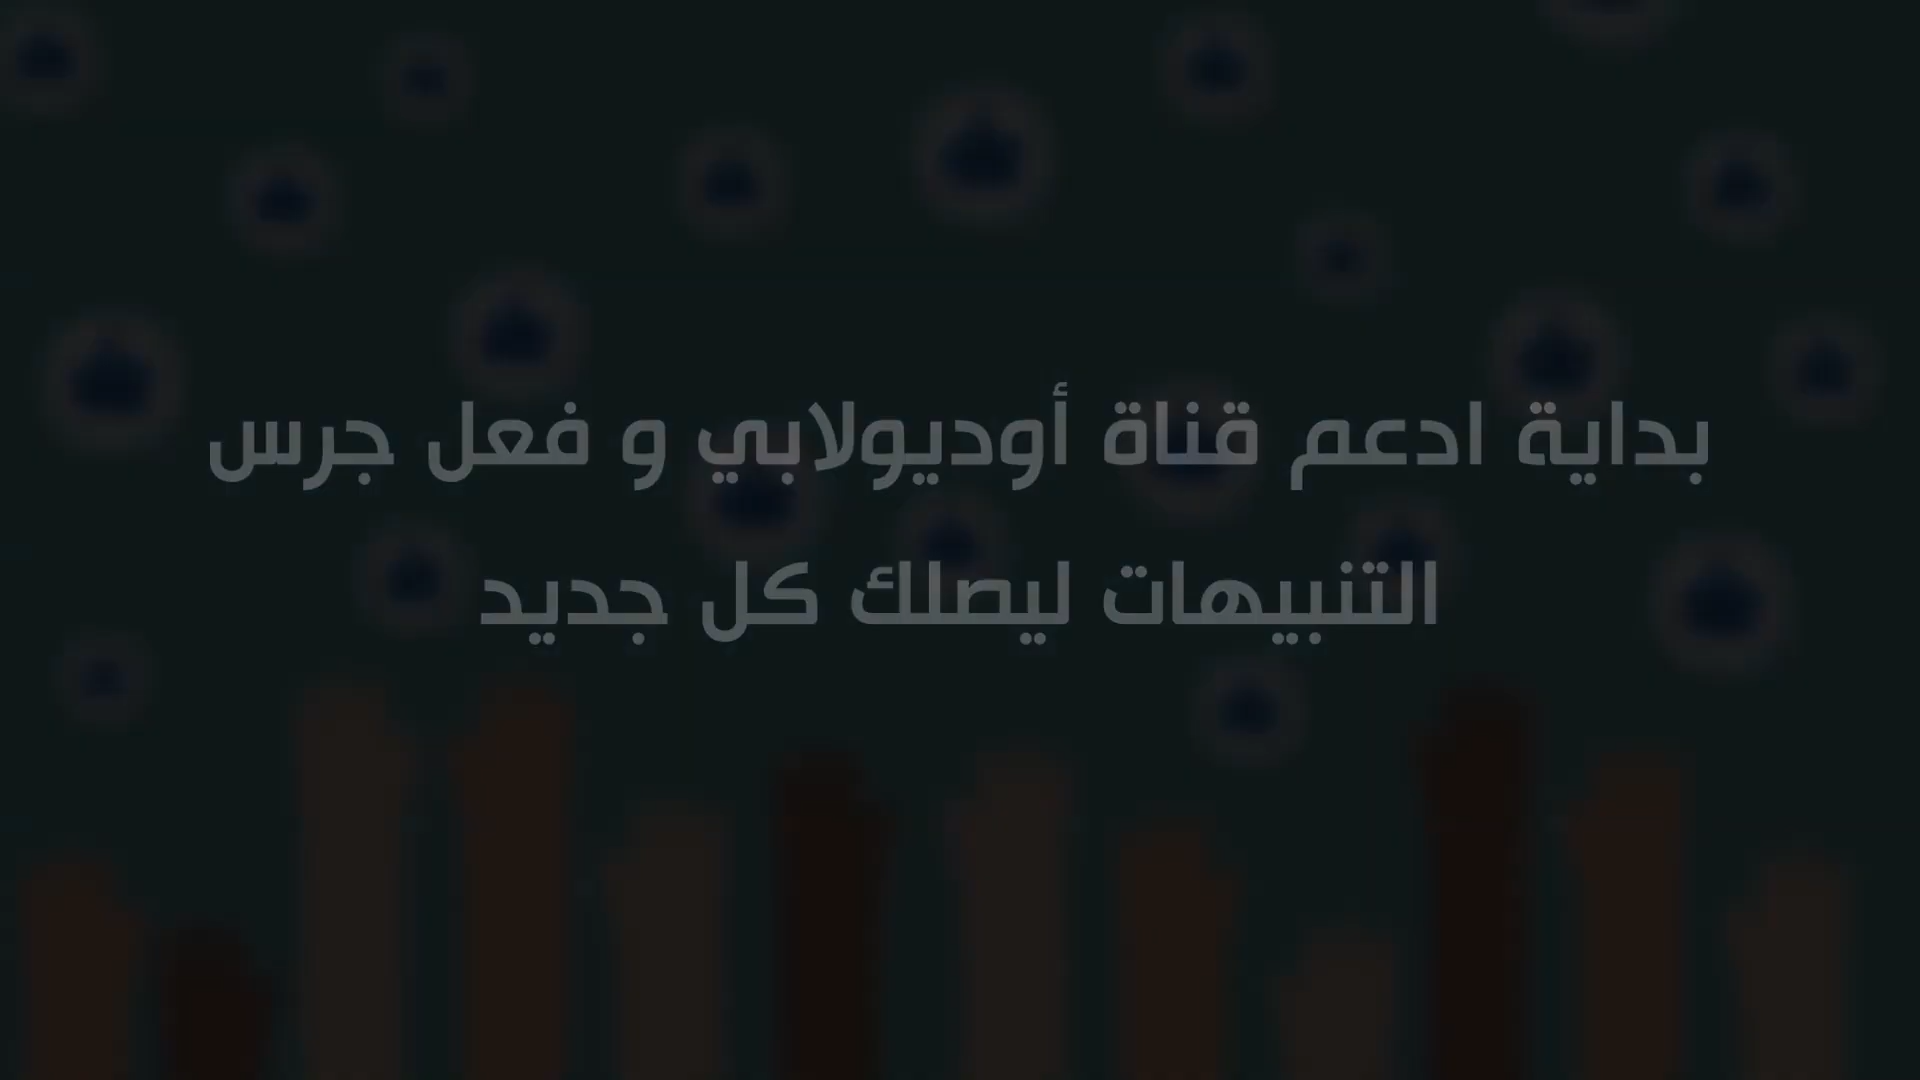 بداية ادعم قناة أوديولابي و فعل جرس
التنبيهات ليصلك كل جديد